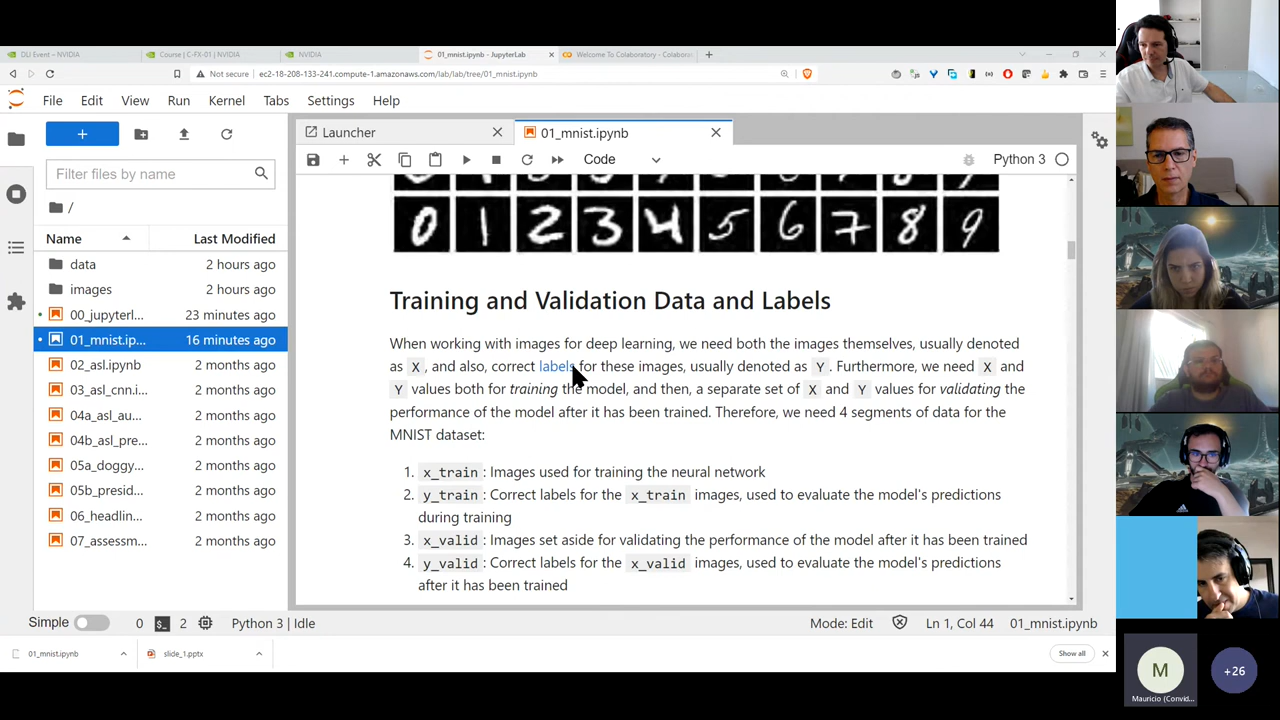 DLI Event – NVIDIA
Course | C-FX-01 | NVIDIA
NVIDIA
01_mnist.ipynb - JupyterLab
Welcome To Colaboratory - Colabora
Not secure
ec2-18-208-133-241.compute-1.amazonaws.com/lab/lab/tree/01_mnist.ipynb
File Edit View Run Kernel Tabs Settings Help
Launcher
01_mnist.ipynb
Code
Python 3
Filter files by name
/
Name Last Modified
data 2 hours ago
images 2 hours ago
00_jupyterl... 23 minutes ago
01_mnist.ip... 16 minutes ago
02_asl.ipynb 2 months ago
03_asl_cnn.i... 2 months ago
04a_asl_au... 2 months ago
04b_asl_pre... 2 months ago
05a_doggy... 2 months ago
05b_presid... 2 months ago
06_headlin... 2 months ago
07_assessm... 2 months ago
0 1 2 3 4 5 6 7 8 9
Training and Validation Data and Labels
When working with images for deep learning, we need both the images themselves, usually denoted
as X, and also, correct labels for these images, usually denoted as Y. Furthermore, we need X and
Y values both for training the model, and then, a separate set of X and Y values for validating the
performance of the model after it has been trained. Therefore, we need 4 segments of data for the
MNIST dataset:
1. x_train: Images used for training the neural network
2. y_train: Correct labels for the x_train images, used to evaluate the model's predictions
during training
3. x_valid: Images set aside for validating the performance of the model after it has been trained
4. y_valid: Correct labels for the x_valid images, used to evaluate the model's predictions
after it has been trained
Simple 0 2 Python 3 | Idle
Mode: Edit Ln 1, Col 44 01_mnist.ipynb
01_mnist.ipynb
slide_1.pptx
Show all
M
Mauricio (Convid...
+26